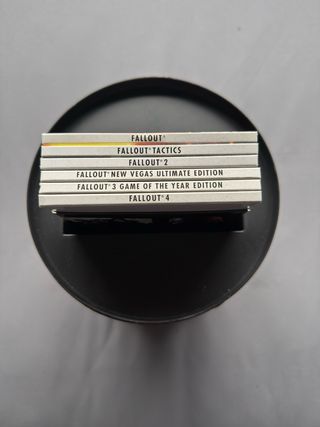 FALLOUT
FALLOUT TACTICS
FALLOUT 2
FALLOUT NEW VEGAS ULTIMATE EDITION
FALLOUT 3 GAME OF THE YEAR EDITION
FALLOUT 4